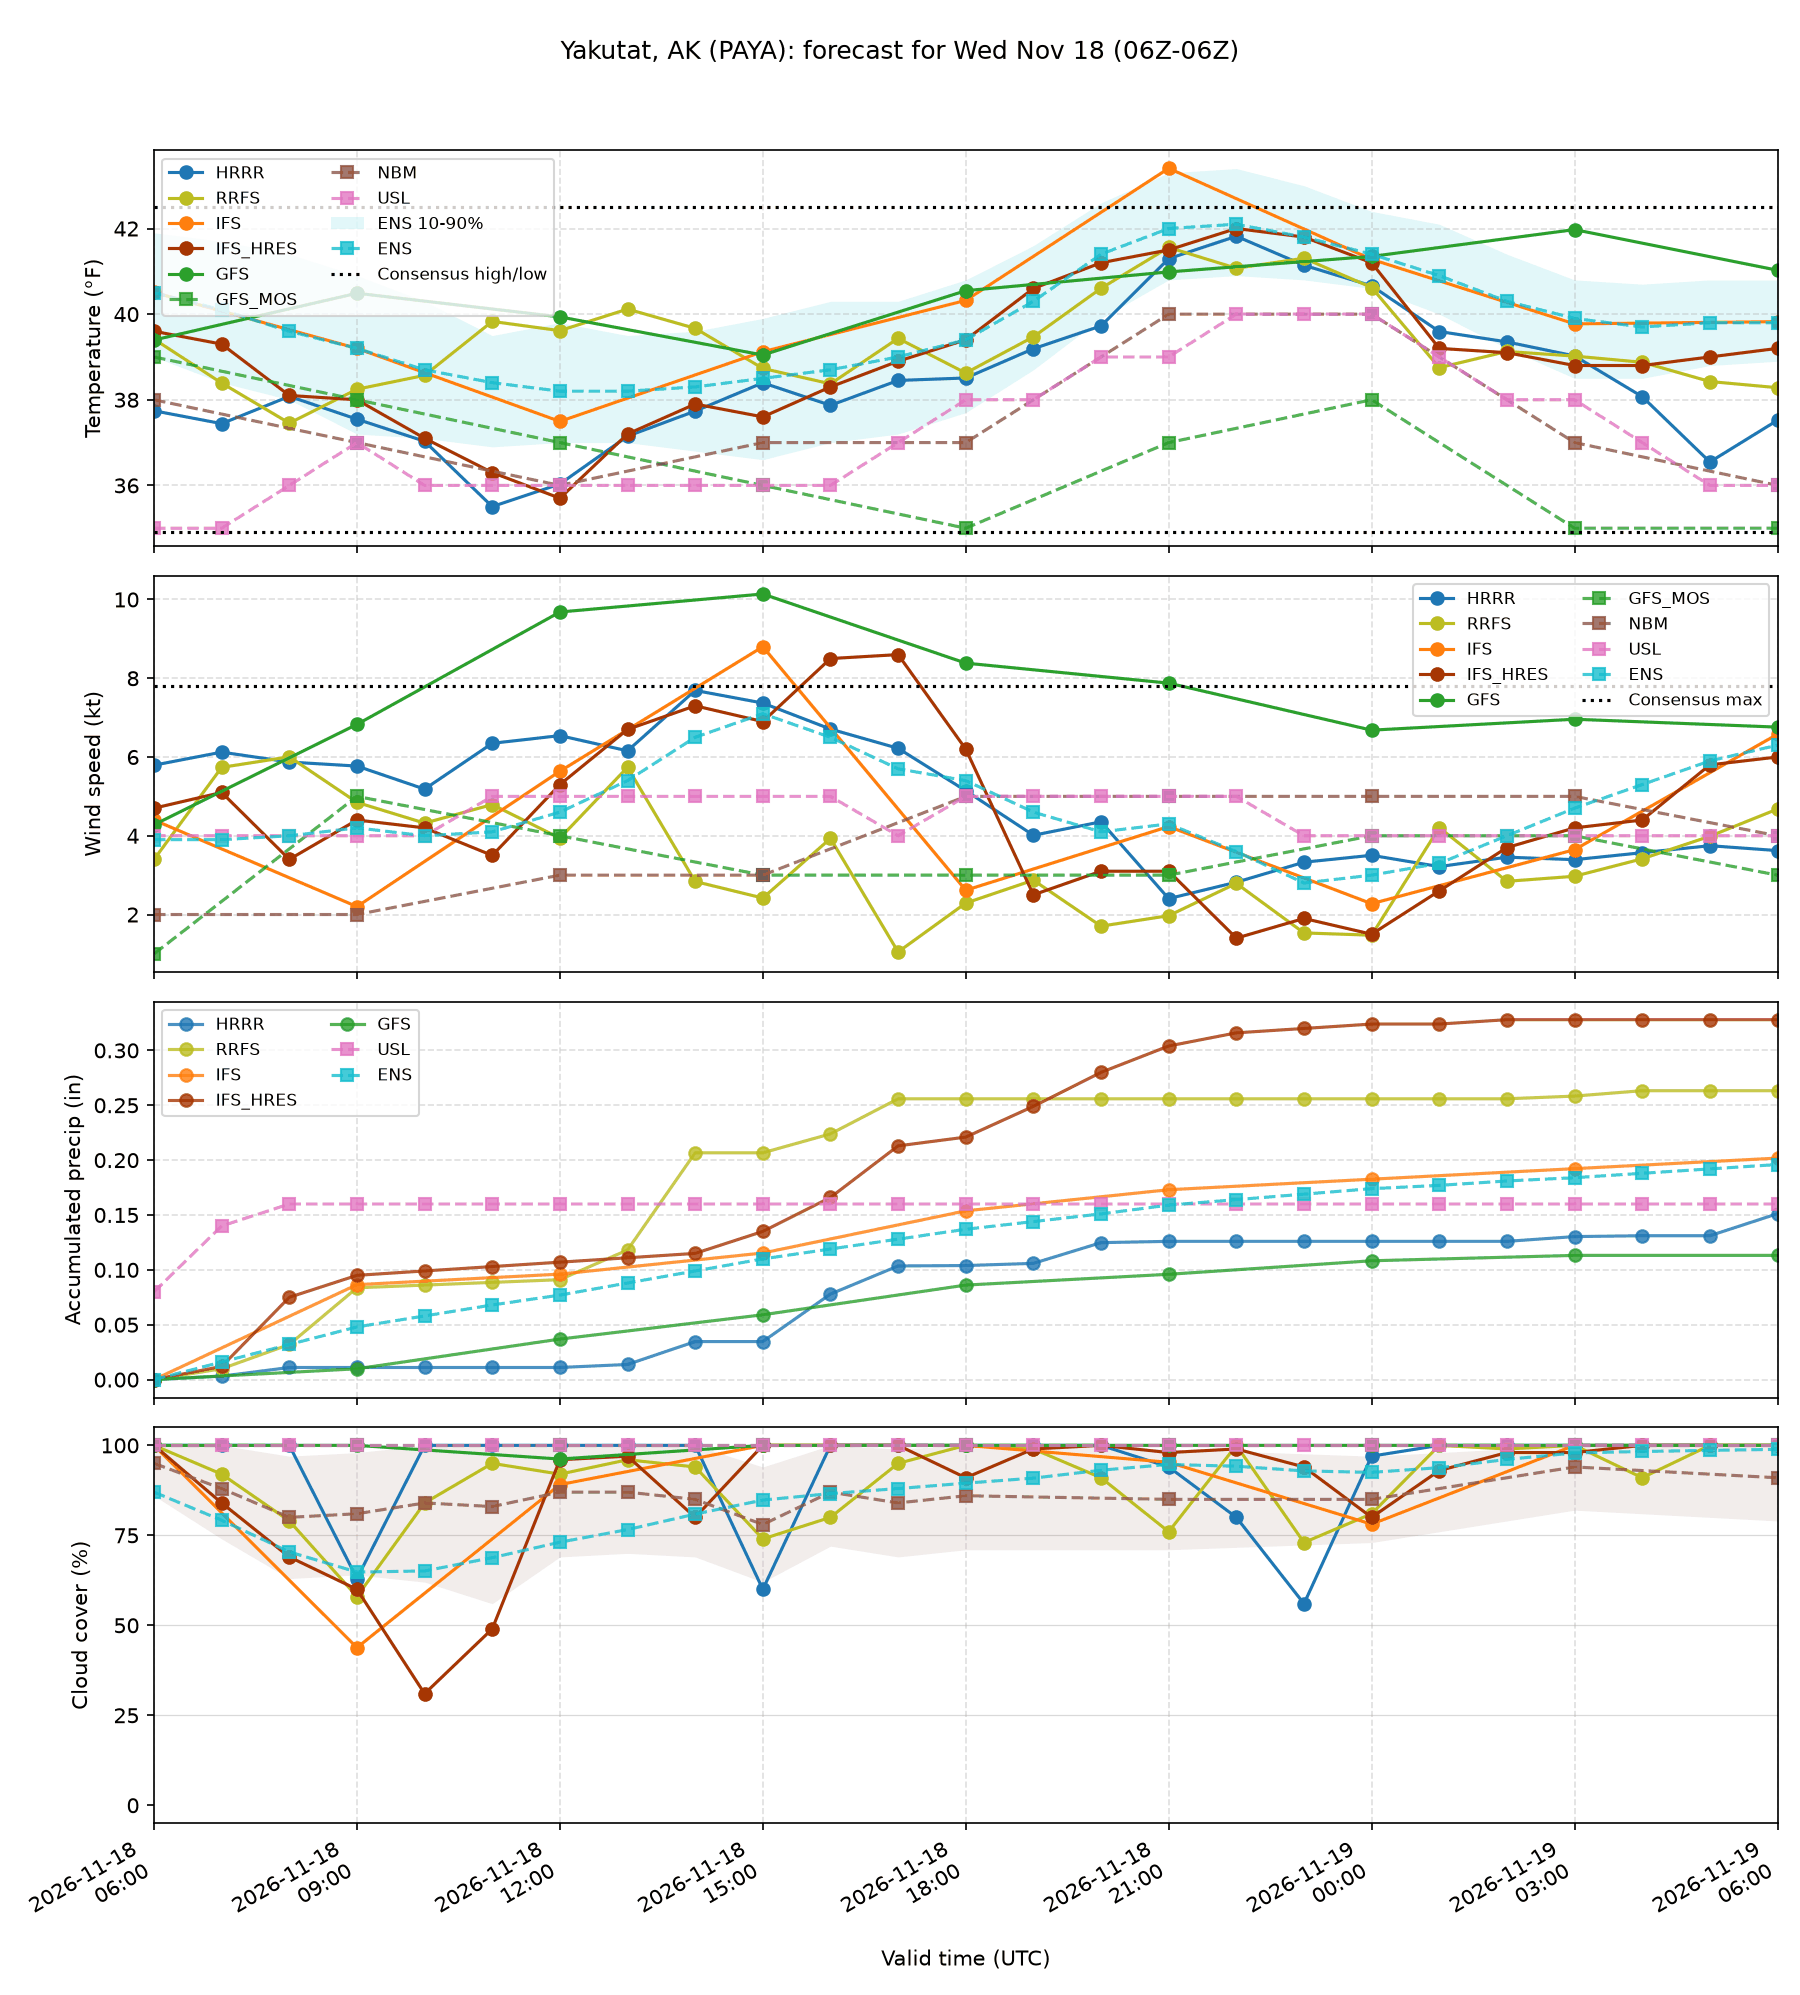 Yakutat, AK (PAYA): forecast for Wed Nov 18 (06Z-06Z)
Temperature (°F)
42
40
38
36
HRRR
RRFS
IFS
IFS_HRES
GFS
GFS_MOS
NBM
USL
ENS 10-90%
ENS
Consensus high/low
Wind speed (kt)
10
8
6
4
2
HRRR
RRFS
IFS
IFS_HRES
GFS
GFS_MOS
NBM
USL
ENS
Consensus max
Accumulated precip (in)
0.30
0.25
0.20
0.15
0.10
0.05
0.00
HRRR
RRFS
IFS
IFS_HRES
GFS
USL
ENS
Cloud cover (%)
100
75
50
25
0
2026-11-18
06:00
2026-11-18
09:00
2026-11-18
12:00
2026-11-18
15:00
2026-11-18
18:00
2026-11-18
21:00
2026-11-19
00:00
2026-11-19
03:00
2026-11-19
06:00
Valid time (UTC)